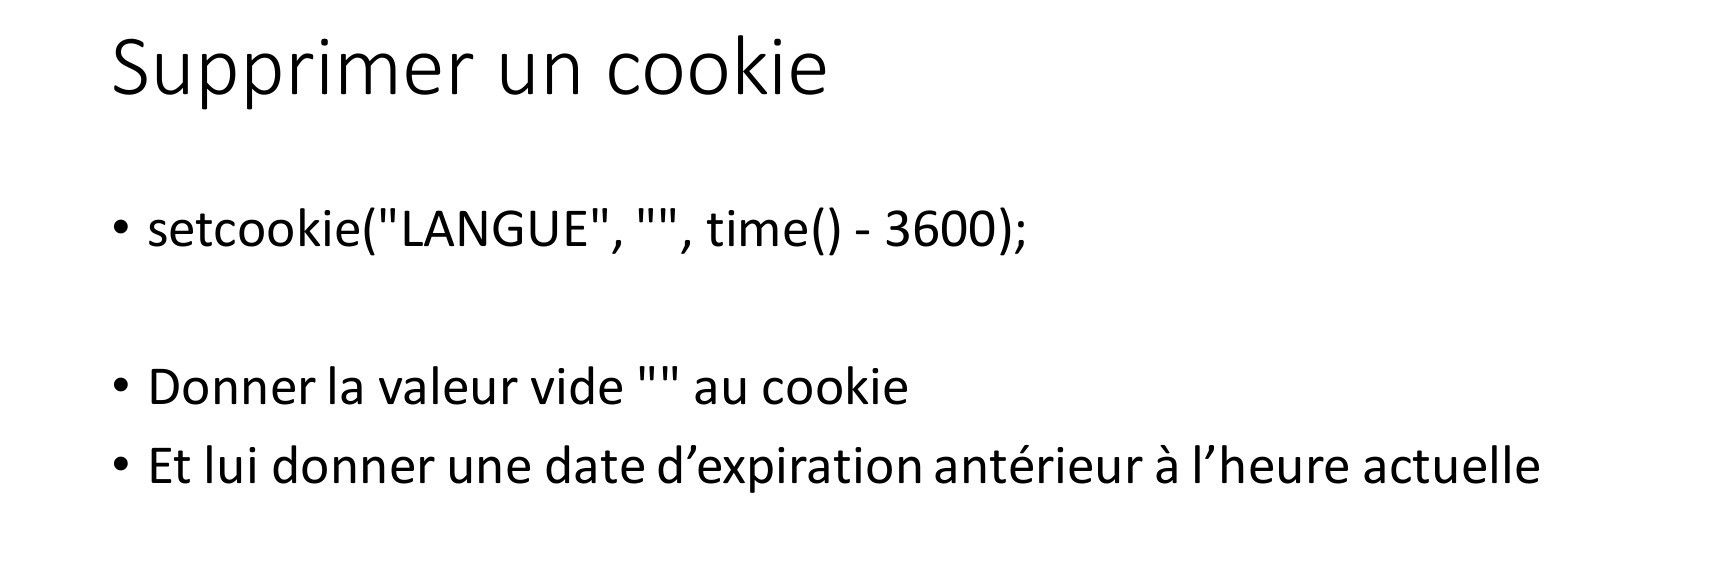 Supprimer un cookie
• setcookie("LANGUE", "", time() - 3600);
• Donner la valeur vide "" au cookie
• Et lui donner une date d’expiration antérieur à l’heure actuelle